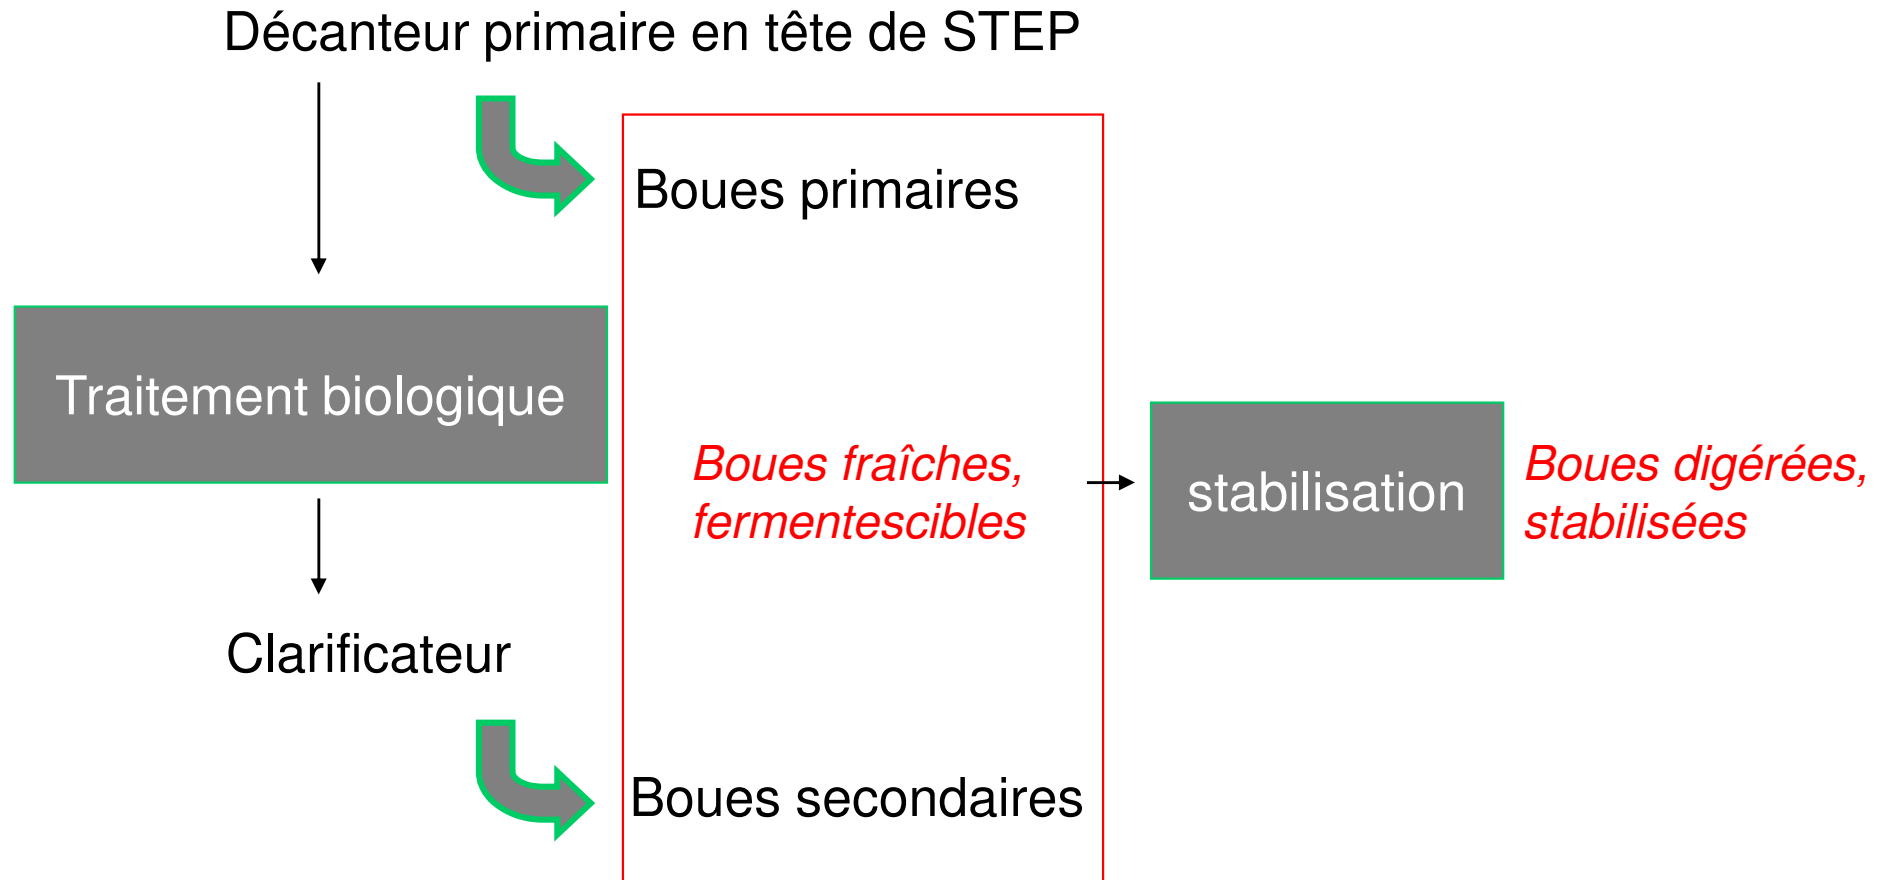 Décanteur primaire en tête de STEP
Boues primaires
Traitement biologique
Boues fraîches,
fermentescibles
stabilisation
Boues digérées,
stabilisées
Clarificateur
Boues secondaires